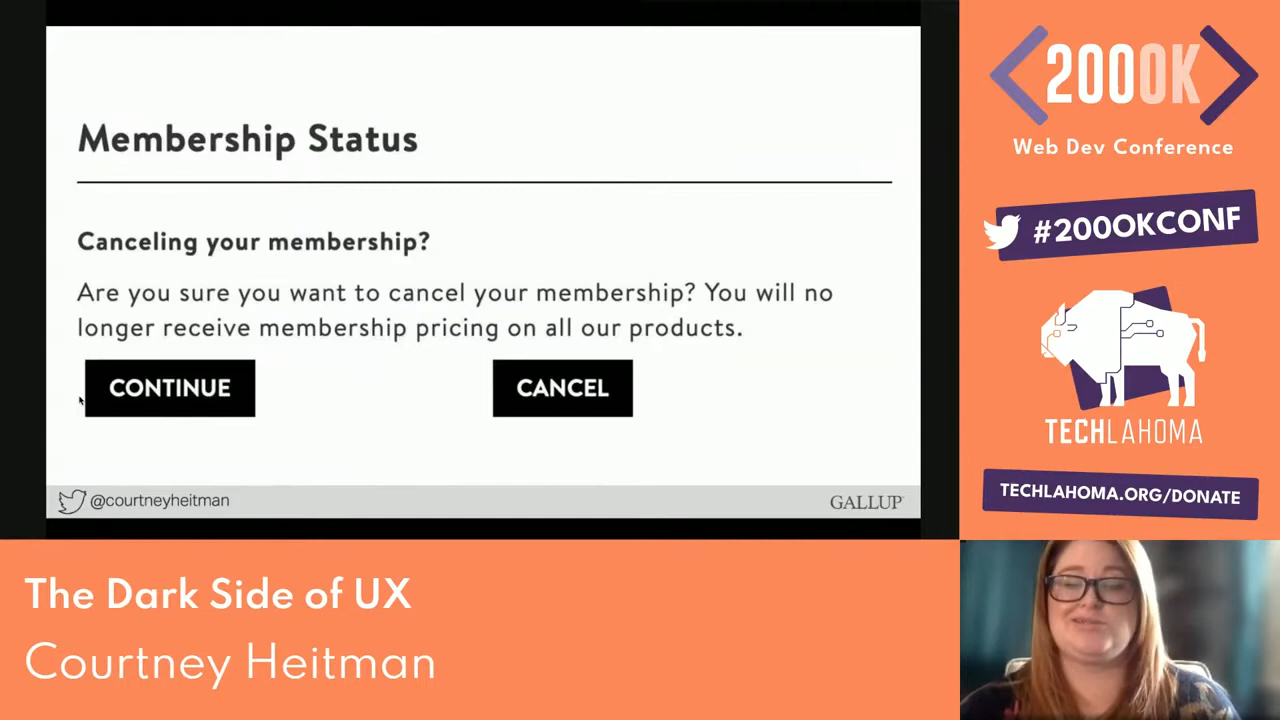 Membership Status
Canceling your membership?
Are you sure you want to cancel your membership? You will no
longer receive membership pricing on all our products.
CONTINUE
CANCEL
@courtneyheitman
GALLUP
200OK
Web Dev Conference
#200OKCONF
TECHLAHOMA
TECHLAHOMA.ORG/DONATE
The Dark Side of UX
Courtney Heitman